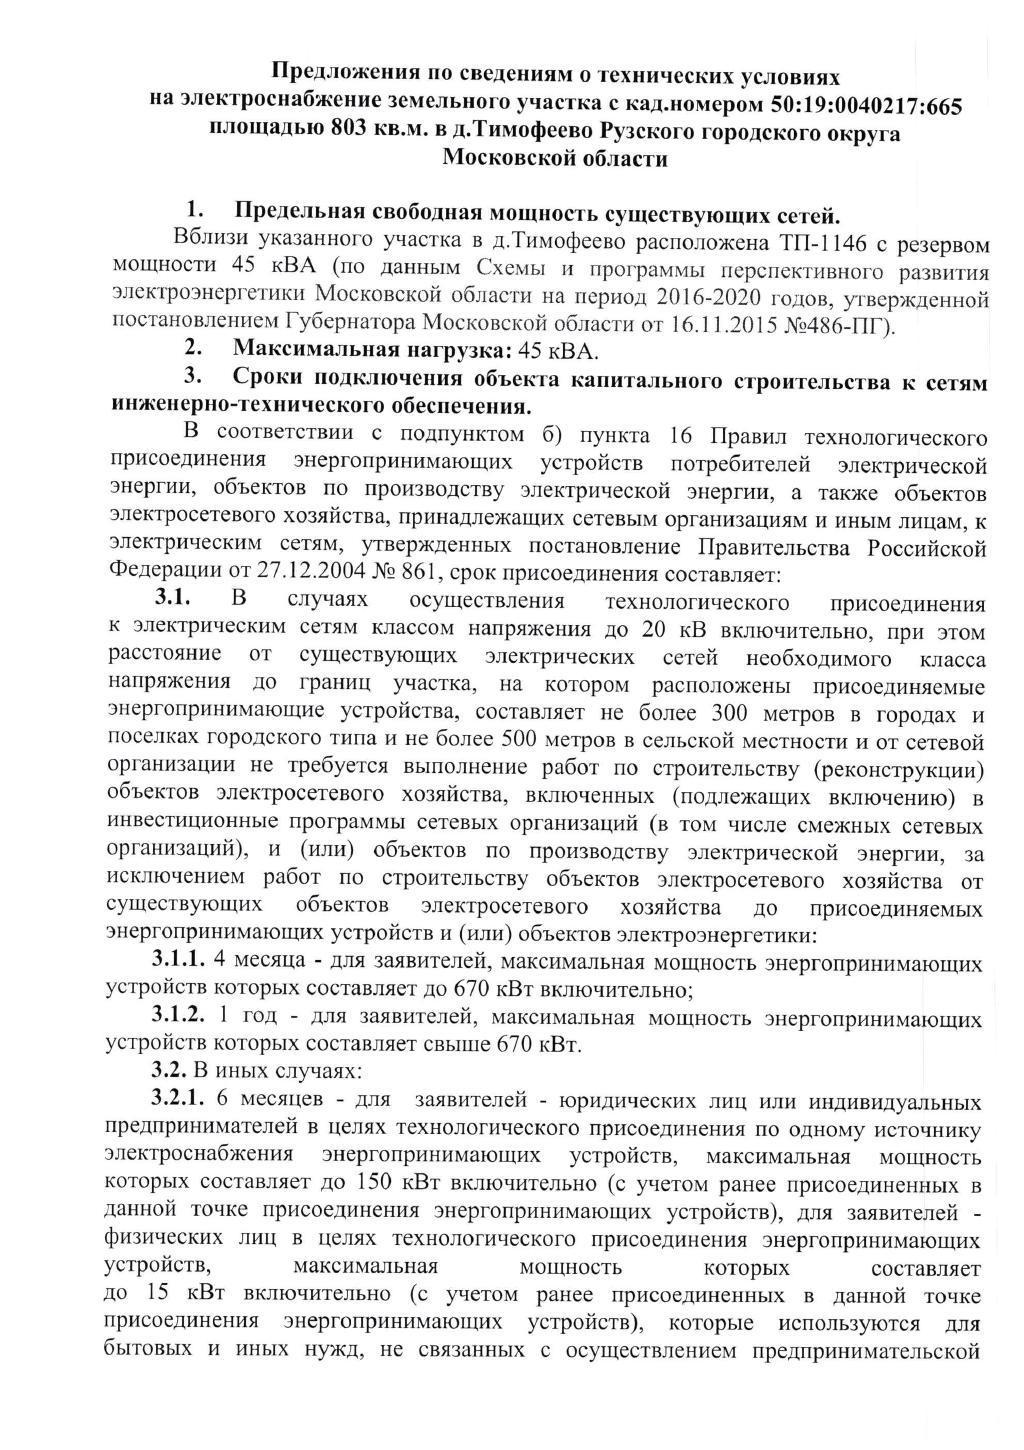 Предложения по сведениям о технических условиях
на электроснабжение земельного участка с кад.номером 50:19:0040217:665
площадью 803 кв.м. в д.Тимофеево Рузского городского округа
Московской области
1. Предельная свободная мощность существующих сетей.
Вблизи указанного участка в д.Тимофеево расположена ТП-1146 с резервом
мощности 45 кВА (по данным Схемы и программы перспективного развития
электроэнергетики Московской области на период 2016-2020 годов, утвержденной
постановлением Губернатора Московской области от 16.11.2015 №486-ПГ).
2. Максимальная нагрузка: 45 кВА.
3. Сроки подключения объекта капитального строительства к сетям
инженерно-технического обеспечения.
В соответствии с подпунктом б) пункта 16 Правил технологического
присоединения энергопринимающих устройств потребителей электрической
энергии, объектов по производству электрической энергии, а также объектов
электросетевого хозяйства, принадлежащих сетевым организациям и иным лицам, к
электрическим сетям, утвержденных постановление Правительства Российской
Федерации от 27.12.2004 № 861, срок присоединения составляет:
3.1. В случаях осуществления технологического присоединения
к электрическим сетям классом напряжения до 20 кВ включительно, при этом
расстояние от существующих электрических сетей необходимого класса
напряжения до границ участка, на котором расположены присоединяемые
энергопринимающие устройства, составляет не более 300 метров в городах и
поселках городского типа и не более 500 метров в сельской местности и от сетевой
организации не требуется выполнение работ по строительству (реконструкции)
объектов электросетевого хозяйства, включенных (подлежащих включению) в
инвестиционные программы сетевых организаций (в том числе смежных сетевых
организаций), и (или) объектов по производству электрической энергии, за
исключением работ по строительству объектов электросетевого хозяйства от
существующих объектов электросетевого хозяйства до присоединяемых
энергопринимающих устройств и (или) объектов электроэнергетики:
3.1.1. 4 месяца - для заявителей, максимальная мощность энергопринимающих
устройств которых составляет до 670 кВт включительно;
3.1.2. 1 год - для заявителей, максимальная мощность энергопринимающих
устройств которых составляет свыше 670 кВт.
3.2. В иных случаях:
3.2.1. 6 месяцев - для заявителей - юридических лиц или индивидуальных
предпринимателей в целях технологического присоединения по одному источнику
электроснабжения энергопринимающих устройств, максимальная мощность
которых составляет до 150 кВт включительно (с учетом ранее присоединенных в
данной точке присоединения энергопринимающих устройств), для заявителей -
физических лиц в целях технологического присоединения энергопринимающих
устройств, максимальная мощность которых составляет
до 15 кВт включительно (с учетом ранее присоединенных в данной точке
присоединения энергопринимающих устройств), которые используются для
бытовых и иных нужд, не связанных с осуществлением предпринимательской